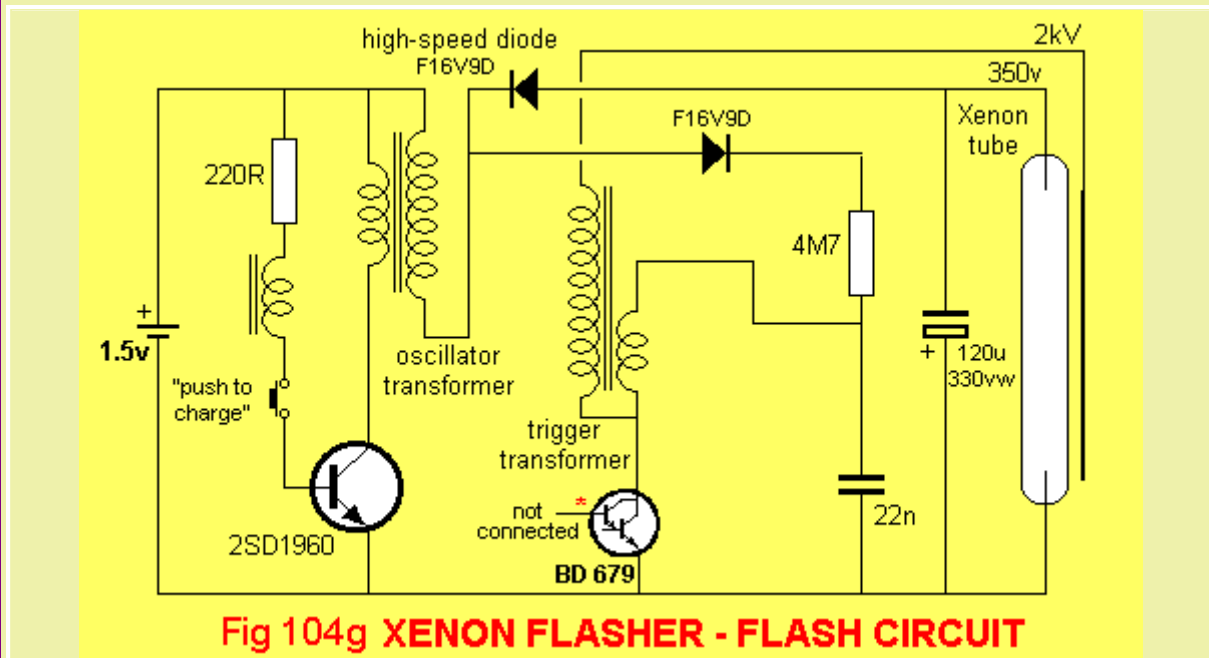 high-speed diode
F16V9D
2kV
350v
F16V9D
Xenon
tube
220R
4M7
+
1.5v
"push to
charge"
oscillator
transformer
+ 120u
330vw
trigger
transformer
not *
connected
22n
2SD1960
BD 679
Fig 104g XENON FLASHER - FLASH CIRCUIT